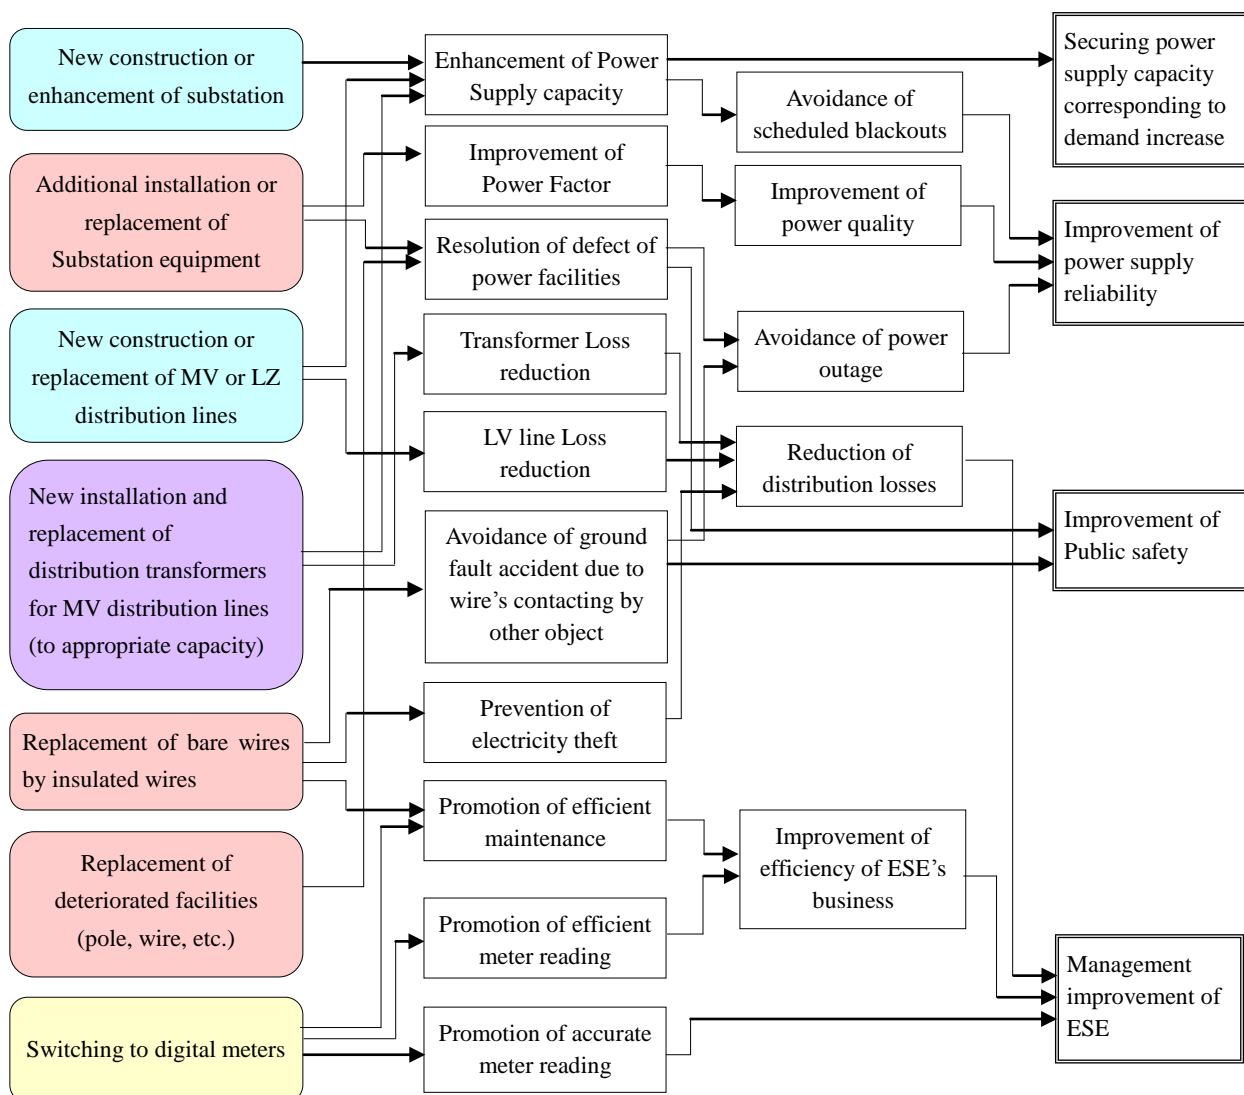 New construction or
enhancement of substation
Additional installation or
replacement of
Substation equipment
New construction or
replacement of MV or LZ
distribution lines
New installation and
replacement of
distribution transformers
for MV distribution lines
(to appropriate capacity)
Replacement of bare wires
by insulated wires
Replacement of
deteriorated facilities
(pole, wire, etc.)
Switching to digital meters
Enhancement of Power
Supply capacity
Improvement of
Power Factor
Resolution of defect of
power facilities
Transformer Loss
reduction
LV line Loss
reduction
Avoidance of ground
fault accident due to
wire’s contacting by
other object
Prevention of
electricity theft
Promotion of efficient
maintenance
Promotion of efficient
meter reading
Promotion of accurate
meter reading
Avoidance of
scheduled blackouts
Improvement of
power quality
Avoidance of power
outage
Reduction of
distribution losses
Improvement of
efficiency of ESE’s
business
Securing power
supply capacity
corresponding to
demand increase
Improvement of
power supply
reliability
Improvement of
Public safety
Management
improvement of
ESE